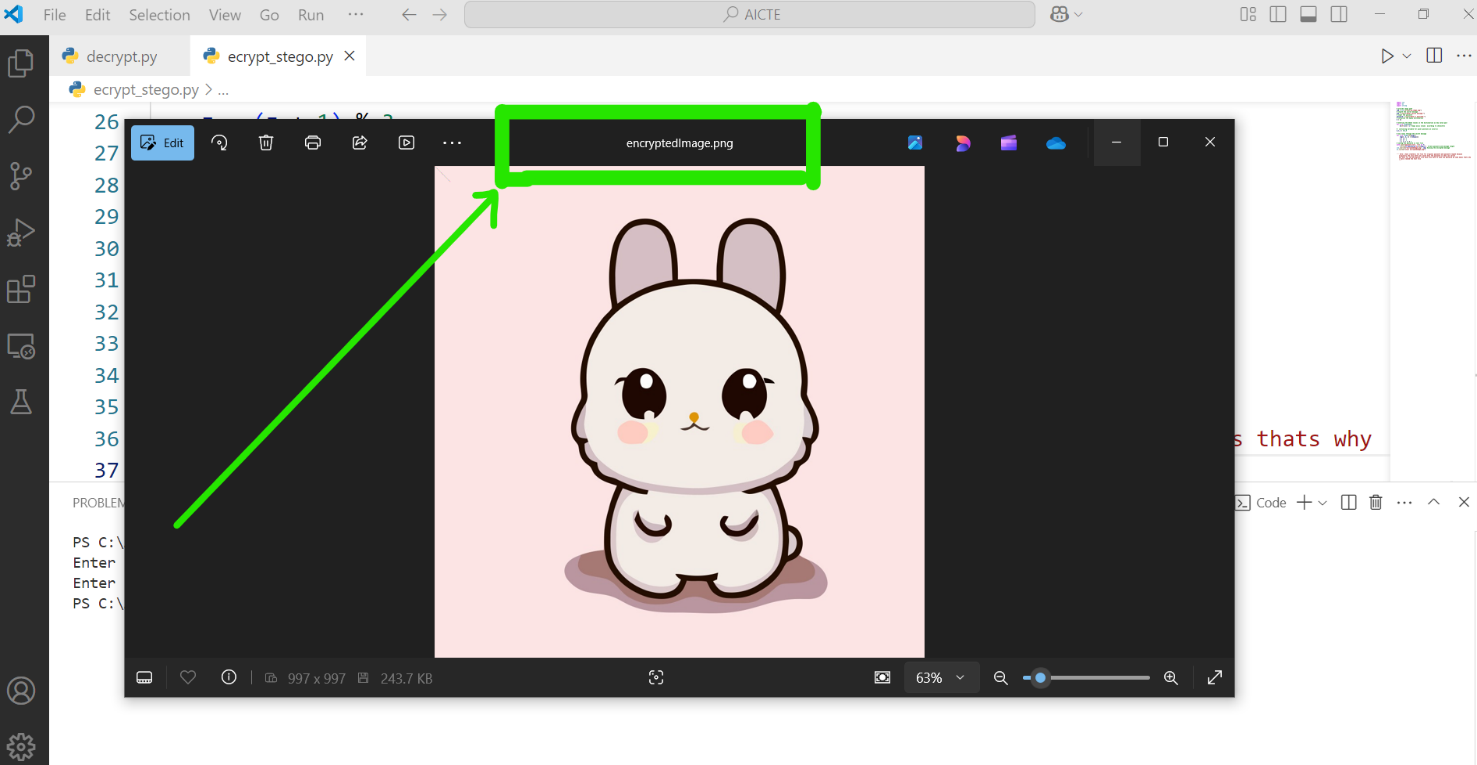 File Edit Selection View Go Run ··· AICTE
decrypt.py ecrypt_stego.py
ecrypt_stego.py > ...
26
27
28
29
30
31
32
33
34
35
36 s thats why
37
Edit encryptedImage.png
PROBLEM Code
PS C:\
Enter
Enter
PS C:\
997 x 997 243.7 KB 63%